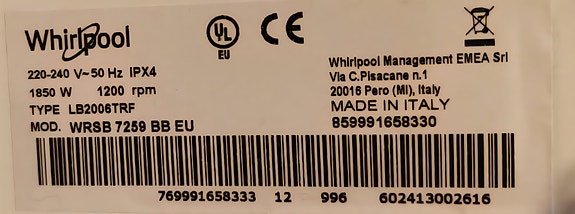 Whirlpool
UL
EU
CE
220-240 V~50 Hz IPX4
1850 W 1200 rpm
TYPE LB2006TRF
MOD. WRSB 7259 BB EU
Whirlpool Management EMEA Srl
Via C.Pisacane n.1
20016 Pero (MI), Italy
MADE IN ITALY
859991658330
769991658333 12 996 602413002616